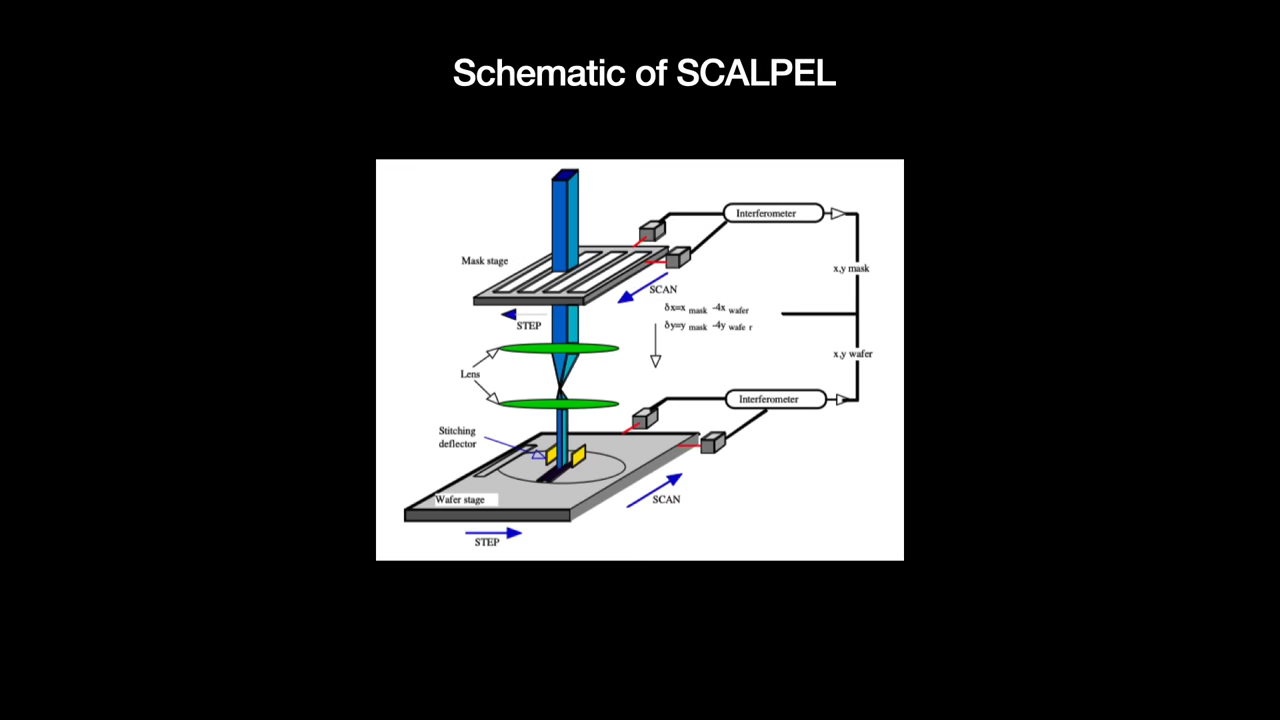 Schematic of SCALPEL
Interferometer
Mask stage
x,y mask
SCAN
δx=x mask -4x wafer
STEP
δy=y mask -4y wafe r
x,y wafer
Lens
Interferometer
Stitching
deflector
Wafer stage
SCAN
STEP